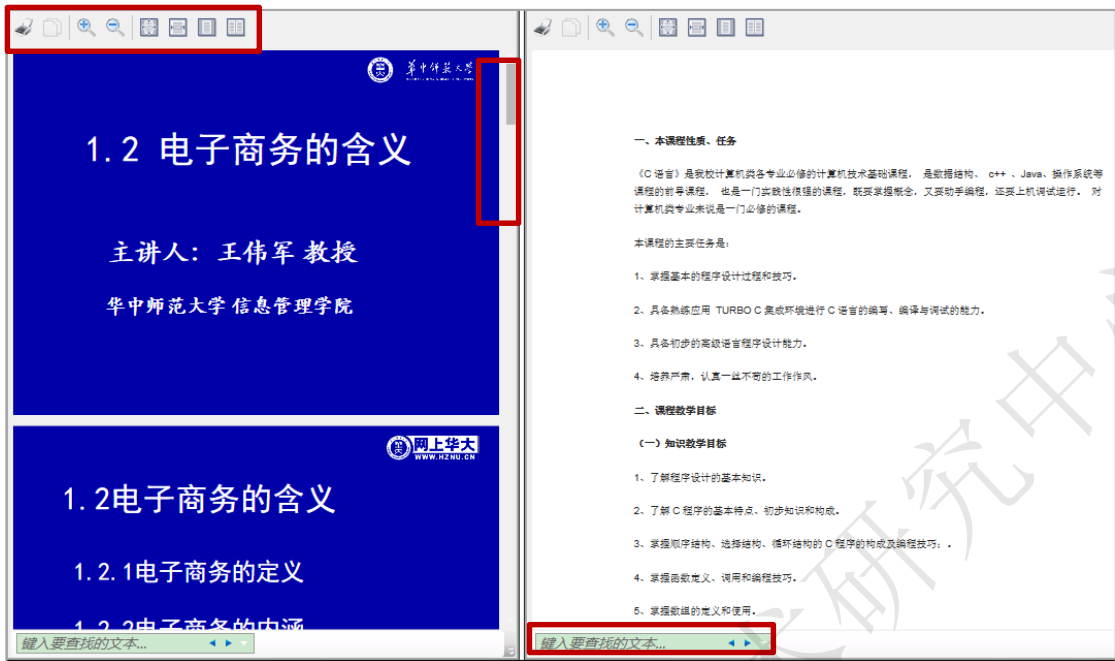 华中师范大学
1.2 电子商务的含义
主讲人: 王伟军 教授
华中师范大学 信息管理学院
网上华大
WWW.HZNU.CN
1.2电子商务的含义
1.2.1电子商务的定义
1.2.2电子商务的内涵
键入要查找的文本...
一、本课程性质、任务
《C 语言》是我校计算机类各专业必修的计算机技术基础课程， 是数据结构、 c++ 、Java、操作系统等
课程的前导课程， 也是一门实践性很强的课程，既要掌握概念，又要动手编程，还要上机调试运行。 对
计算机类专业来说是一门必修的课程。
本课程的主要任务是:
1、掌握基本的程序设计过程和技巧。
2、具备熟练应用 TURBO C 集成环境进行 C 语言的编写、编译与调试的能力。
3、具备初步的高级语言程序设计能力。
4、培养严肃，认真一丝不苟的工作作风。
二、课程教学目标
（一）知识教学目标
1、了解程序设计的基本知识。
2、了解 C 程序的基本特点、初步知识和构成。
3、掌握顺序结构、选择结构、循环结构的 C 程序的构成及编程技巧; .
4、掌握函数定义、调用和编程技巧。
5、掌握数组的定义和使用。
键入要查找的文本...
研究中